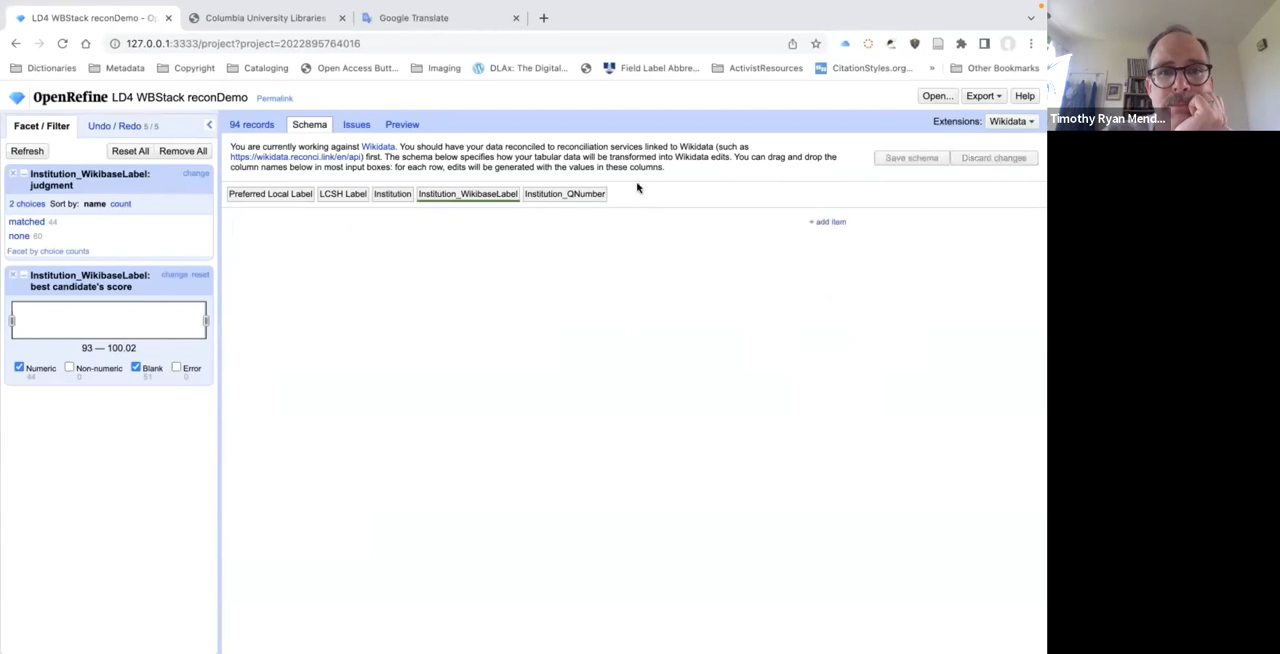 LD4 WBStack reconDemo - O
Columbia University Libraries
Google Translate
127.0.0.1:3333/project?project=2022895764016
Dictionaries
Metadata
Copyright
Cataloging
Open Access Butt...
Imaging
DLAx: The Digital...
Field Label Abbre...
ActivistResources
CitationStyles.org...
»
Other Bookmarks
Timothy Ryan Mend...
OpenRefine LD4 WBStack reconDemo Permalink
Open... Export Help
Facet / Filter Undo / Redo 5 / 5
94 records Schema Issues Preview
Extensions: Wikidata
Refresh Reset All Remove All
You are currently working against Wikidata. You should have your data reconciled to reconciliation services linked to Wikidata (such as
https://wikidata.reconci.link/en/api) first. The schema below specifies how your tabular data will be transformed into Wikidata edits. You can drag and drop the
column names below in most input boxes: for each row, edits will be generated with the values in these columns.
Save schema Discard changes
Preferred Local Label LCSH Label Institution Institution_WikibaseLabel Institution_QNumber
+ add item
Institution_WikibaseLabel:
judgment
change
2 choices Sort by: name count
matched 44
none 60
Facet by choice counts
Institution_WikibaseLabel:
best candidate's score
change reset
93 — 100.02
Numeric Non-numeric Blank Error
44 0 51 0